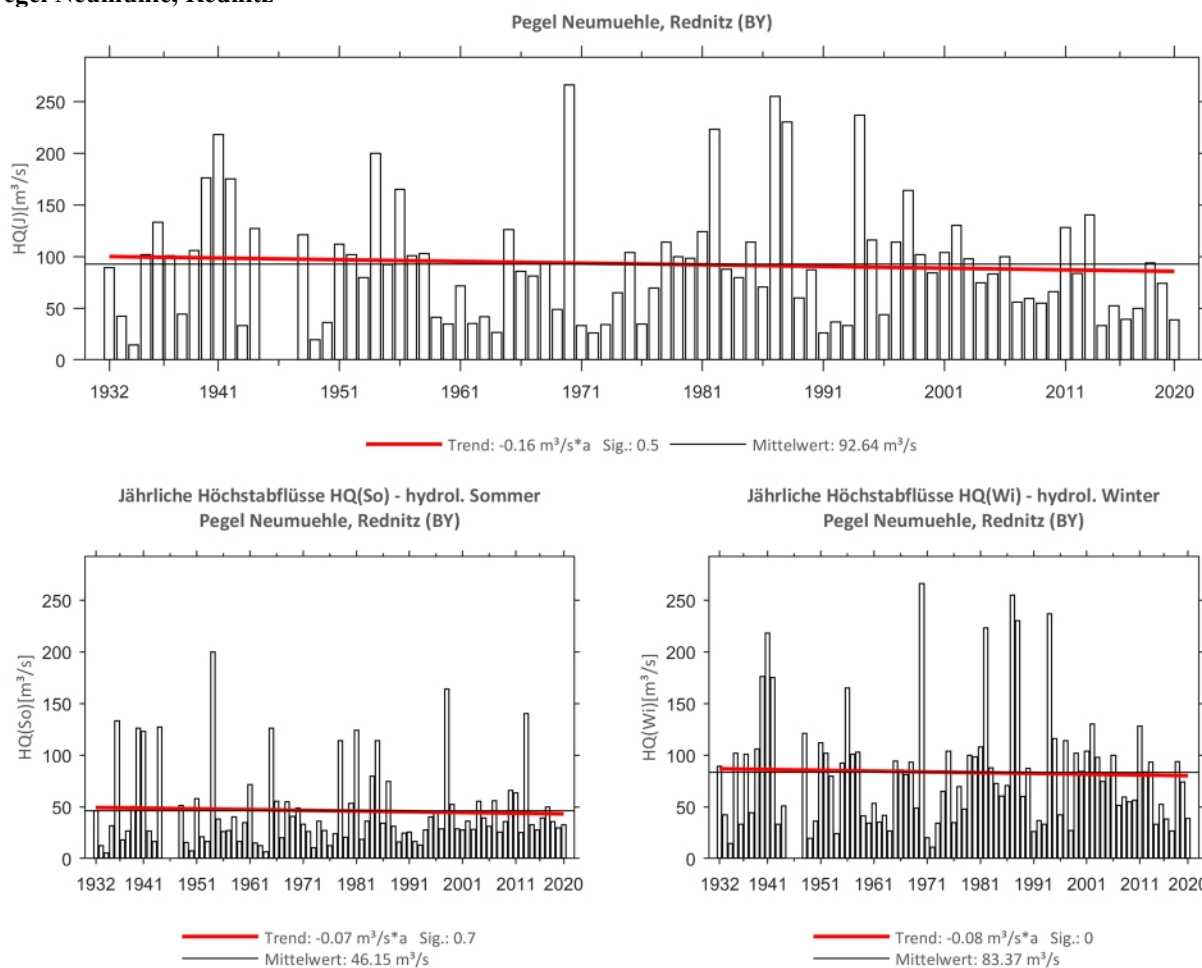 Pegel Neumuehle, Rednitz (BY)
HQ(J)[m³/s]
250
200
150
100
50
0
1932 1941 1951 1961 1971 1981 1991 2001 2011 2020
Trend: -0.16 m³/s*a Sig.: 0.5 Mittelwert: 92.64 m³/s
Jährliche Höchstabflüsse HQ(So) - hydrol. Sommer
Pegel Neumuehle, Rednitz (BY)
HQ(So)[m³/s]
250
200
150
100
50
0
1932 1941 1951 1961 1971 1981 1991 2001 2011 2020
Trend: -0.07 m³/s*a Sig.: 0.7
Mittelwert: 46.15 m³/s
Jährliche Höchstabflüsse HQ(Wi) - hydrol. Winter
Pegel Neumuehle, Rednitz (BY)
HQ(Wi)[m³/s]
250
200
150
100
50
0
1932 1941 1951 1961 1971 1981 1991 2001 2011 2020
Trend: -0.08 m³/s*a Sig.: 0
Mittelwert: 83.37 m³/s